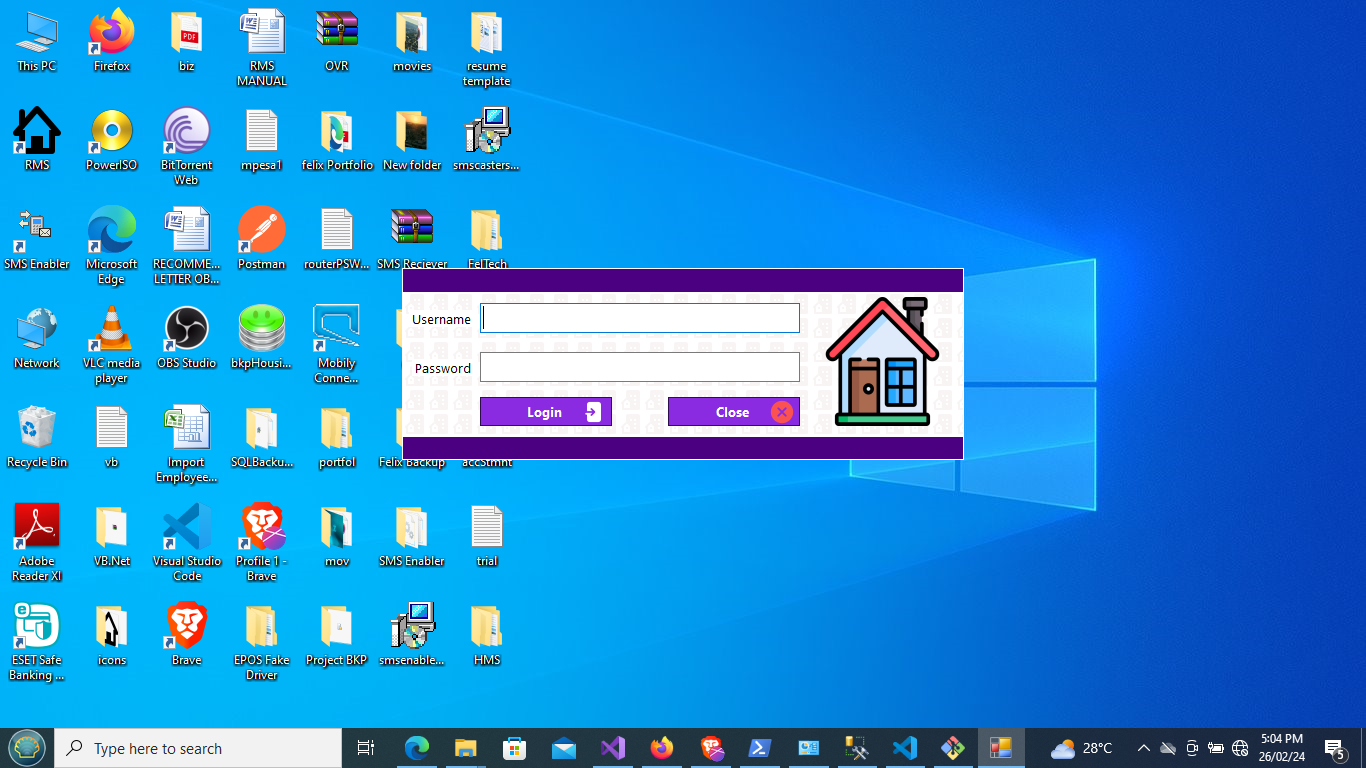 This PC
Firefox
biz
RMS
MANUAL
OVR
movies
resume
template
RMS
PowerISO
BitTorrent
Web
mpesa1
felix Portfolio
New folder
smscasters...
SMS Enabler
Microsoft
Edge
RECOMME...
LETTER OB...
Postman
routerPSW...
SMS Reciever
FelTech
Username
Password
Login
Close
Network
VLC media
player
OBS Studio
bkpHousi...
Mobily
Conne...
Recycle Bin
vb
Import
Employee...
SQLBacku...
portfol
Felix Backup
accStmnt
Adobe
Reader XI
VB.Net
Visual Studio
Code
Profile 1 -
Brave
mov
SMS Enabler
trial
ESET Safe
Banking ...
icons
Brave
EPOS Fake
Driver
Project BKP
smsenable...
HMS
Type here to search
28°C
5:04 PM
26/02/24
5